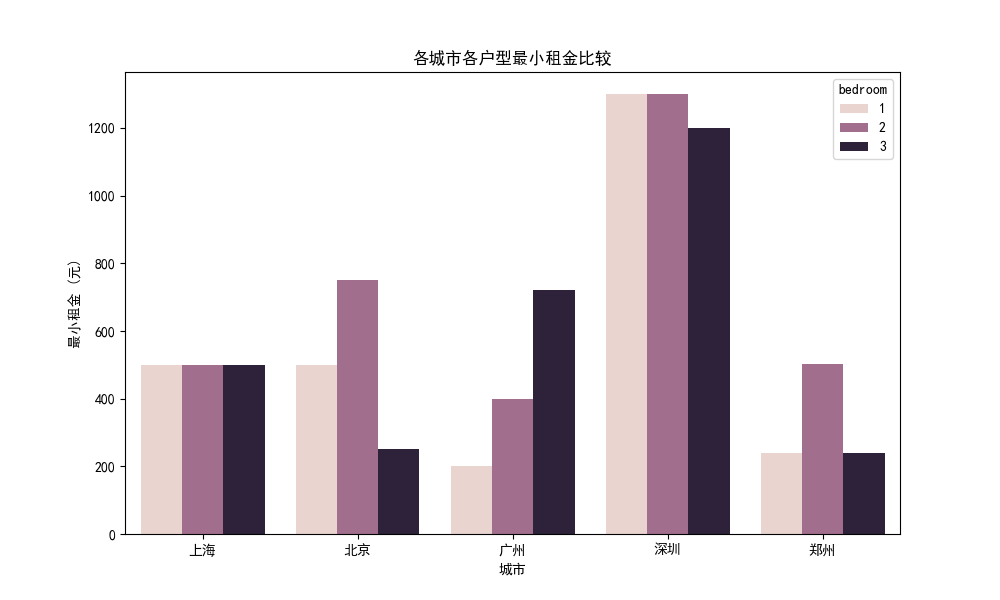 各城市各户型最小租金比较
bedroom
1
2
3
1200
1000
800
600
400
200
0
最小租金 (元)
上海
北京
广州
深圳
郑州
城市